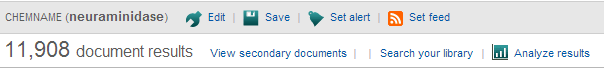 CHEMNAME (neuraminidase) Edit | Save | Set alert | Set feed
11,908 document results View secondary documents | | Search your library | Analyze results